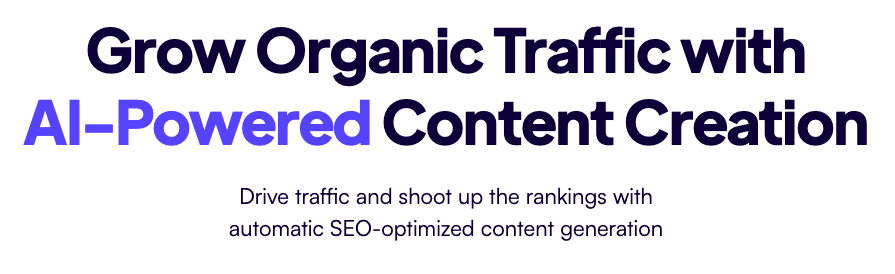 Grow Organic Traffic with
AI-Powered Content Creation
Drive traffic and shoot up the rankings with
automatic SEO-optimized content generation